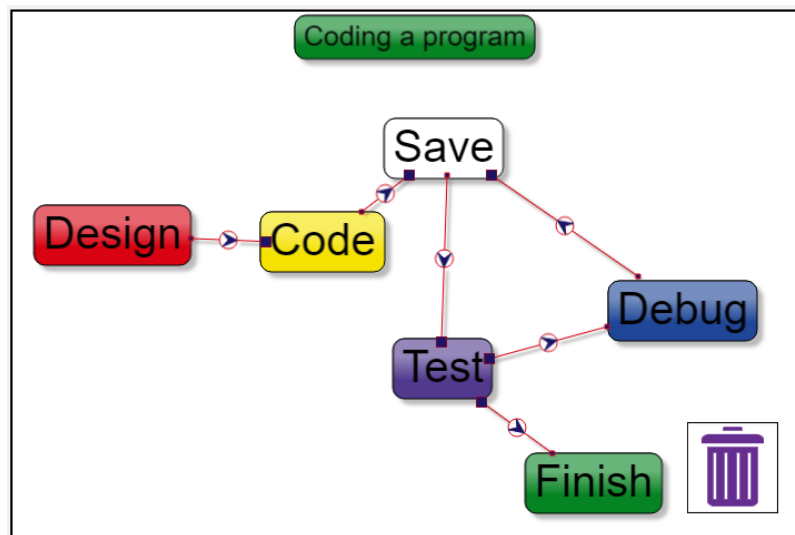 Coding a program
Save
Design
Code
Debug
Test
Finish